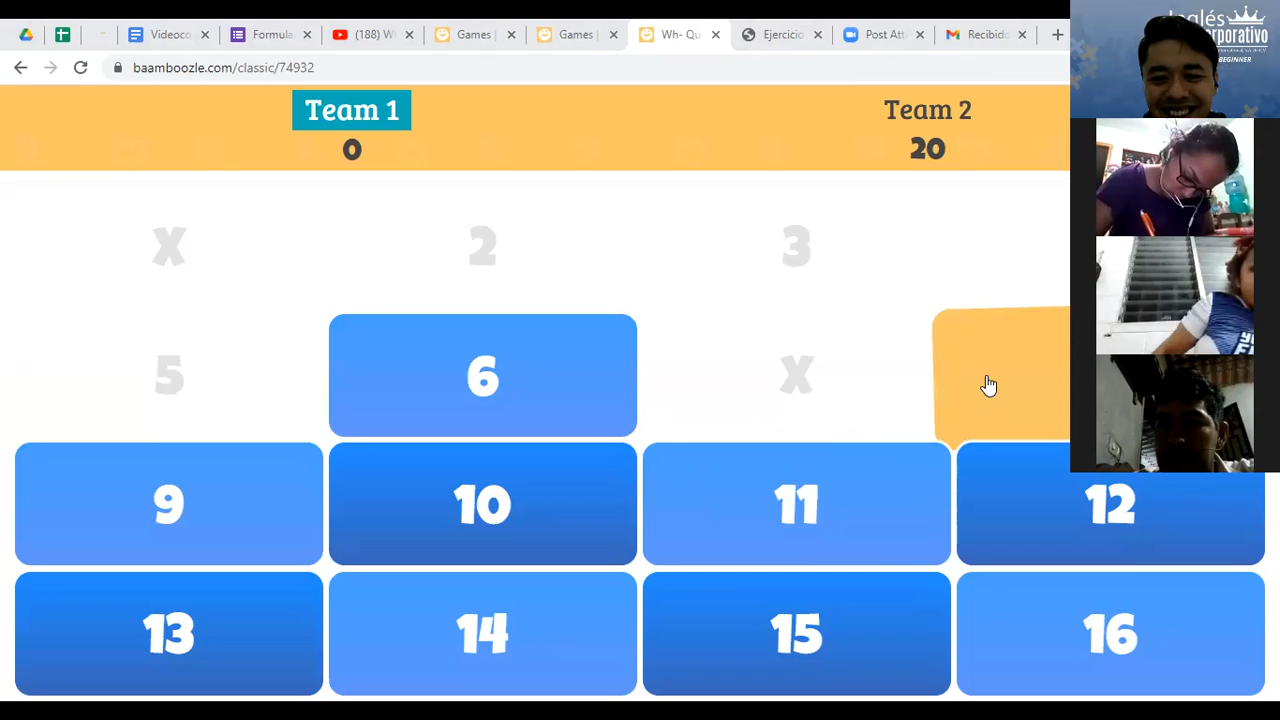 Videoco
Formula
(188) W
Games
Games
Wh- Qu
Ejercicio
Post Att
Recibido
baamboozle.com/classic/74932
Inglés
BEGINNER
Team 1
Team 2
0
20
X
2
3
5
6
X
9
10
11
12
13
14
15
16